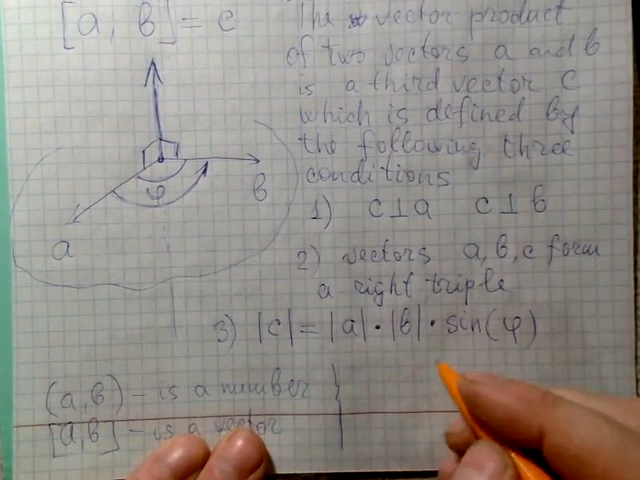 [a, b] = c
The vector product
of two vectors a and b
is a third vector c
which is defined by
the following three
conditions
φ
b
a
1) c⊥a c⊥b
2) vectors a, b, c form
a right triple
3) |c| = |a|·|b|·sin(φ)
(a,b) - is a number
[a,b] - is a vector